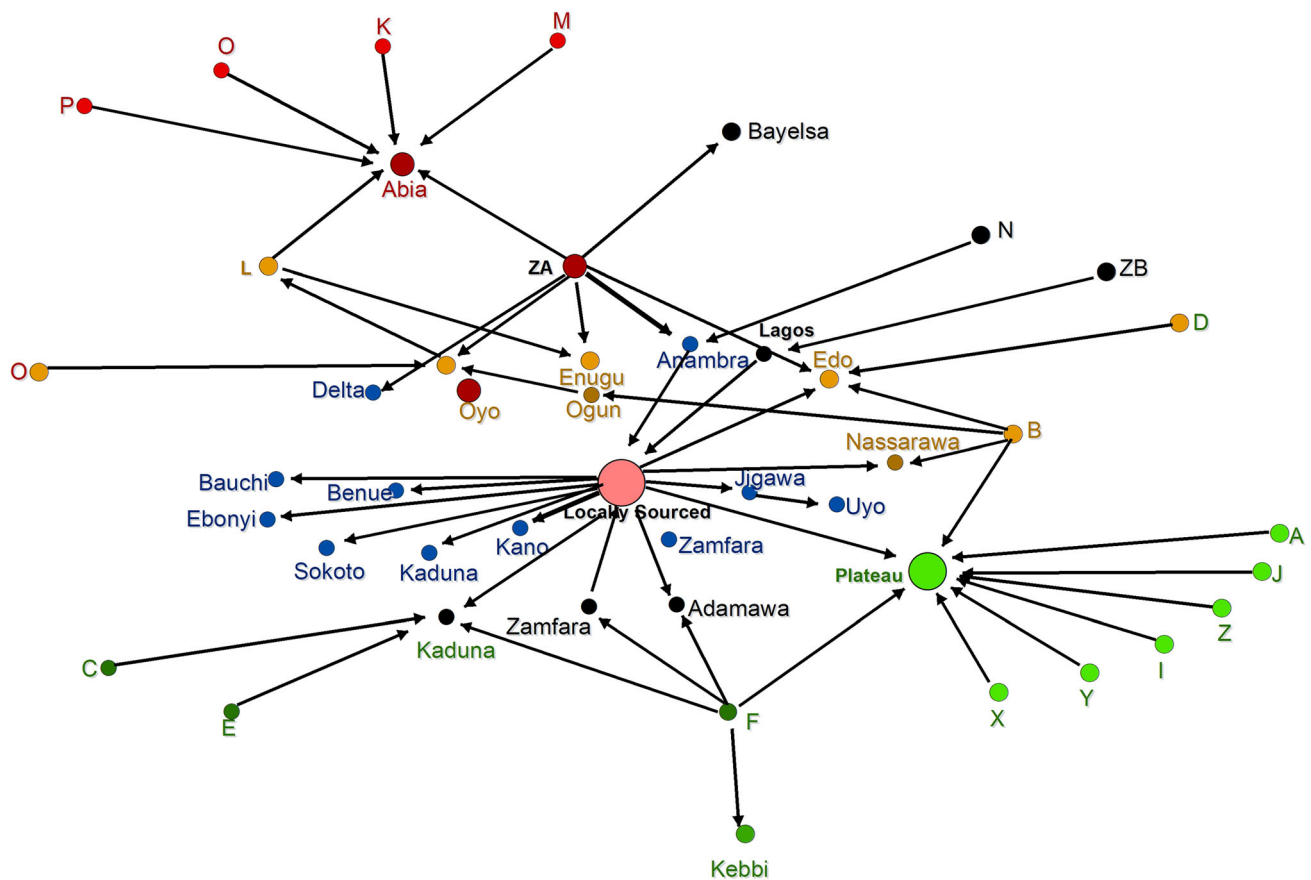 M
K
O
P
Bayelsa
Abia
N
L
ZA
ZB
D
Lagos
Anambra
Edo
O
Enugu
Delta
Oyo
Ogun
B
Nassarawa
Jigawa
Bauchi
Benue
Uyo
Locally Sourced
Ebonyi
A
Kano
Zamfara
Sokoto
Kaduna
Plateau
J
Adamawa
Zamfara
Z
Kaduna
C
I
Y
E
F
X
Kebbi